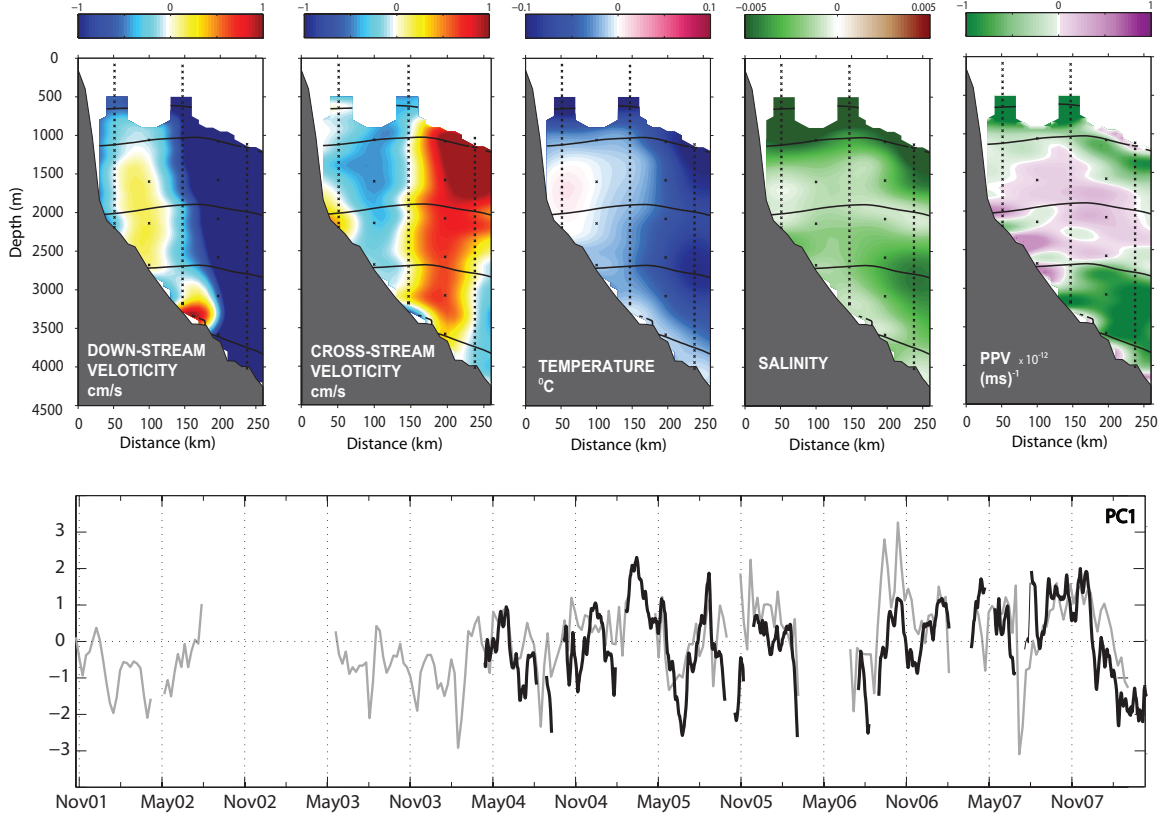 −1 0 1 −1 0 1 −0.1 0 0.1 −0.005 0 0.005 −1 0 1
0
500
1000
1500
2000
2500
3000
3500
4000
4500
Depth (m)
DOWN-STREAM
VELOTICITY
cm/s
CROSS-STREAM
VELOTICITY
cm/s
TEMPERATURE
⁰C
SALINITY
PPV x 10⁻¹²
(ms)⁻¹
0 50 100 150 200 250 0 50 100 150 200 250 0 50 100 150 200 250 0 50 100 150 200 250 0 50 100 150 200 250
Distance (km) Distance (km) Distance (km) Distance (km) Distance (km)
PC1
3
2
1
0
−1
−2
−3
Nov01 May02 Nov02 May03 Nov03 May04 Nov04 May05 Nov05 May06 Nov06 May07 Nov07